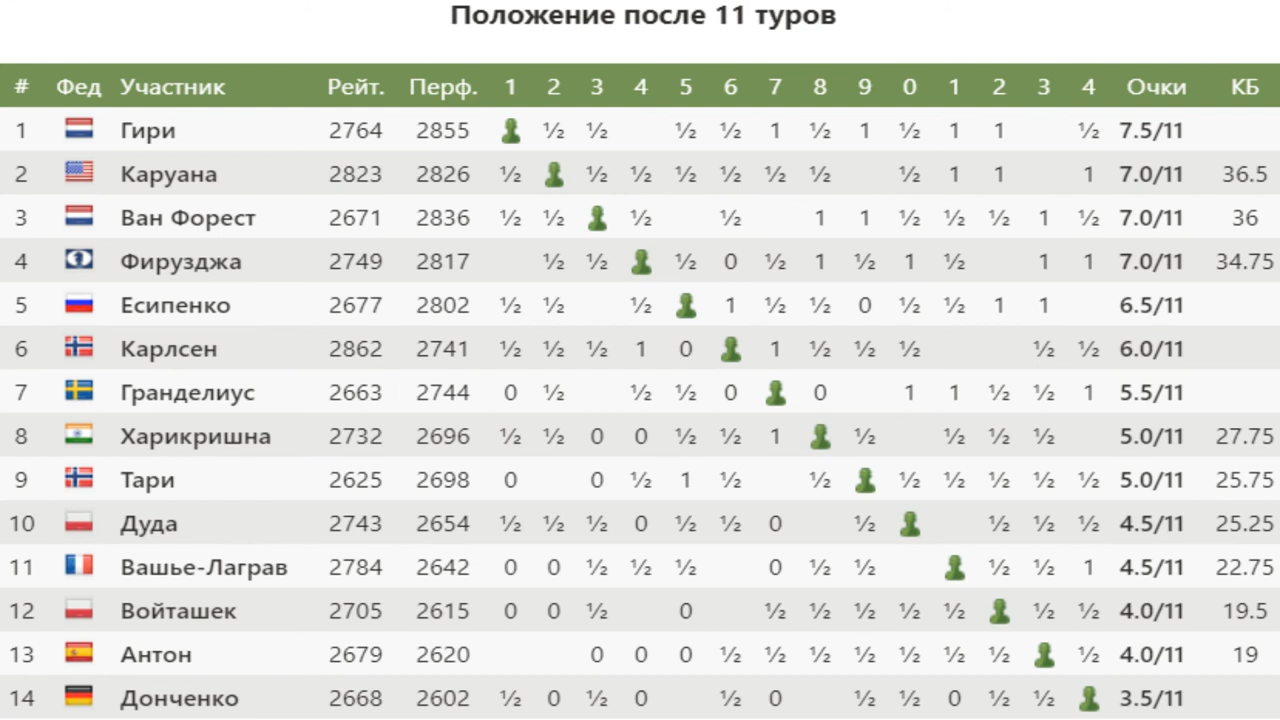 Положение после 11 туров
# Фед Участник Рейт. Перф. 1 2 3 4 5 6 7 8 9 0 1 2 3 4 Очки КБ
1 Гири 2764 2855 ½ ½ ½ ½ 1 ½ 1 ½ 1 1 ½ 7.5/11
2 Каруана 2823 2826 ½ ½ ½ ½ ½ ½ ½ ½ 1 1 1 7.0/11 36.5
3 Ван Форест 2671 2836 ½ ½ ½ ½ 1 1 ½ ½ ½ 1 ½ 7.0/11 36
4 Фирузджа 2749 2817 ½ ½ ½ 0 ½ 1 ½ 1 ½ 1 1 7.0/11 34.75
5 Есипенко 2677 2802 ½ ½ ½ 1 ½ ½ 0 ½ ½ 1 1 6.5/11
6 Карлсен 2862 2741 ½ ½ ½ 1 0 1 ½ ½ ½ ½ ½ 6.0/11
7 Гранделиус 2663 2744 0 ½ ½ ½ 0 0 1 1 ½ ½ 1 5.5/11
8 Харикришна 2732 2696 ½ ½ 0 0 ½ ½ 1 ½ ½ ½ ½ 5.0/11 27.75
9 Тари 2625 2698 0 0 ½ 1 ½ ½ ½ ½ ½ ½ ½ 5.0/11 25.75
10 Дуда 2743 2654 ½ ½ ½ 0 ½ ½ 0 ½ ½ ½ ½ 4.5/11 25.25
11 Вашье-Лаграв 2784 2642 0 0 ½ ½ ½ 0 ½ ½ ½ ½ 1 4.5/11 22.75
12 Войташек 2705 2615 0 0 ½ 0 ½ ½ ½ ½ ½ ½ ½ 4.0/11 19.5
13 Антон 2679 2620 0 0 0 ½ ½ ½ ½ ½ ½ ½ ½ 4.0/11 19
14 Донченко 2668 2602 ½ 0 ½ 0 ½ 0 ½ ½ 0 ½ ½ 3.5/11